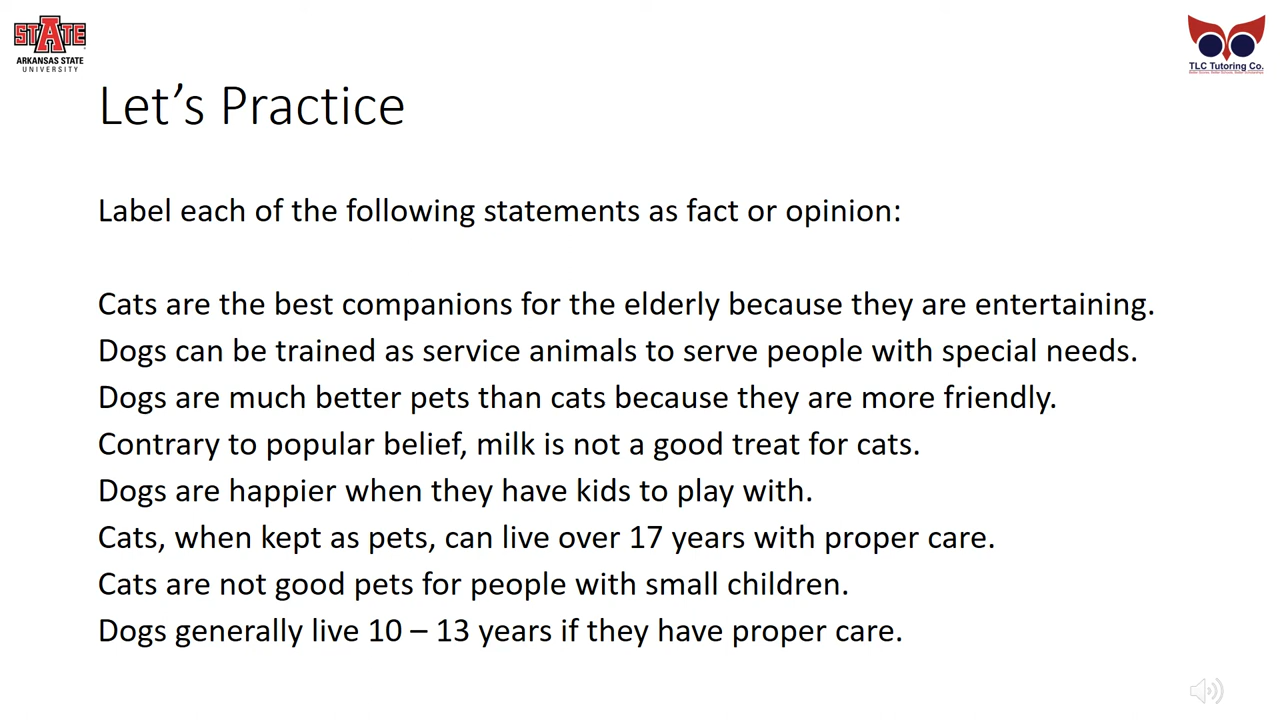 STATE
ARKANSAS STATE
UNIVERSITY
TLC Tutoring Co.
Let's Practice
Label each of the following statements as fact or opinion:
Cats are the best companions for the elderly because they are entertaining.
Dogs can be trained as service animals to serve people with special needs.
Dogs are much better pets than cats because they are more friendly.
Contrary to popular belief, milk is not a good treat for cats.
Dogs are happier when they have kids to play with.
Cats, when kept as pets, can live over 17 years with proper care.
Cats are not good pets for people with small children.
Dogs generally live 10 – 13 years if they have proper care.